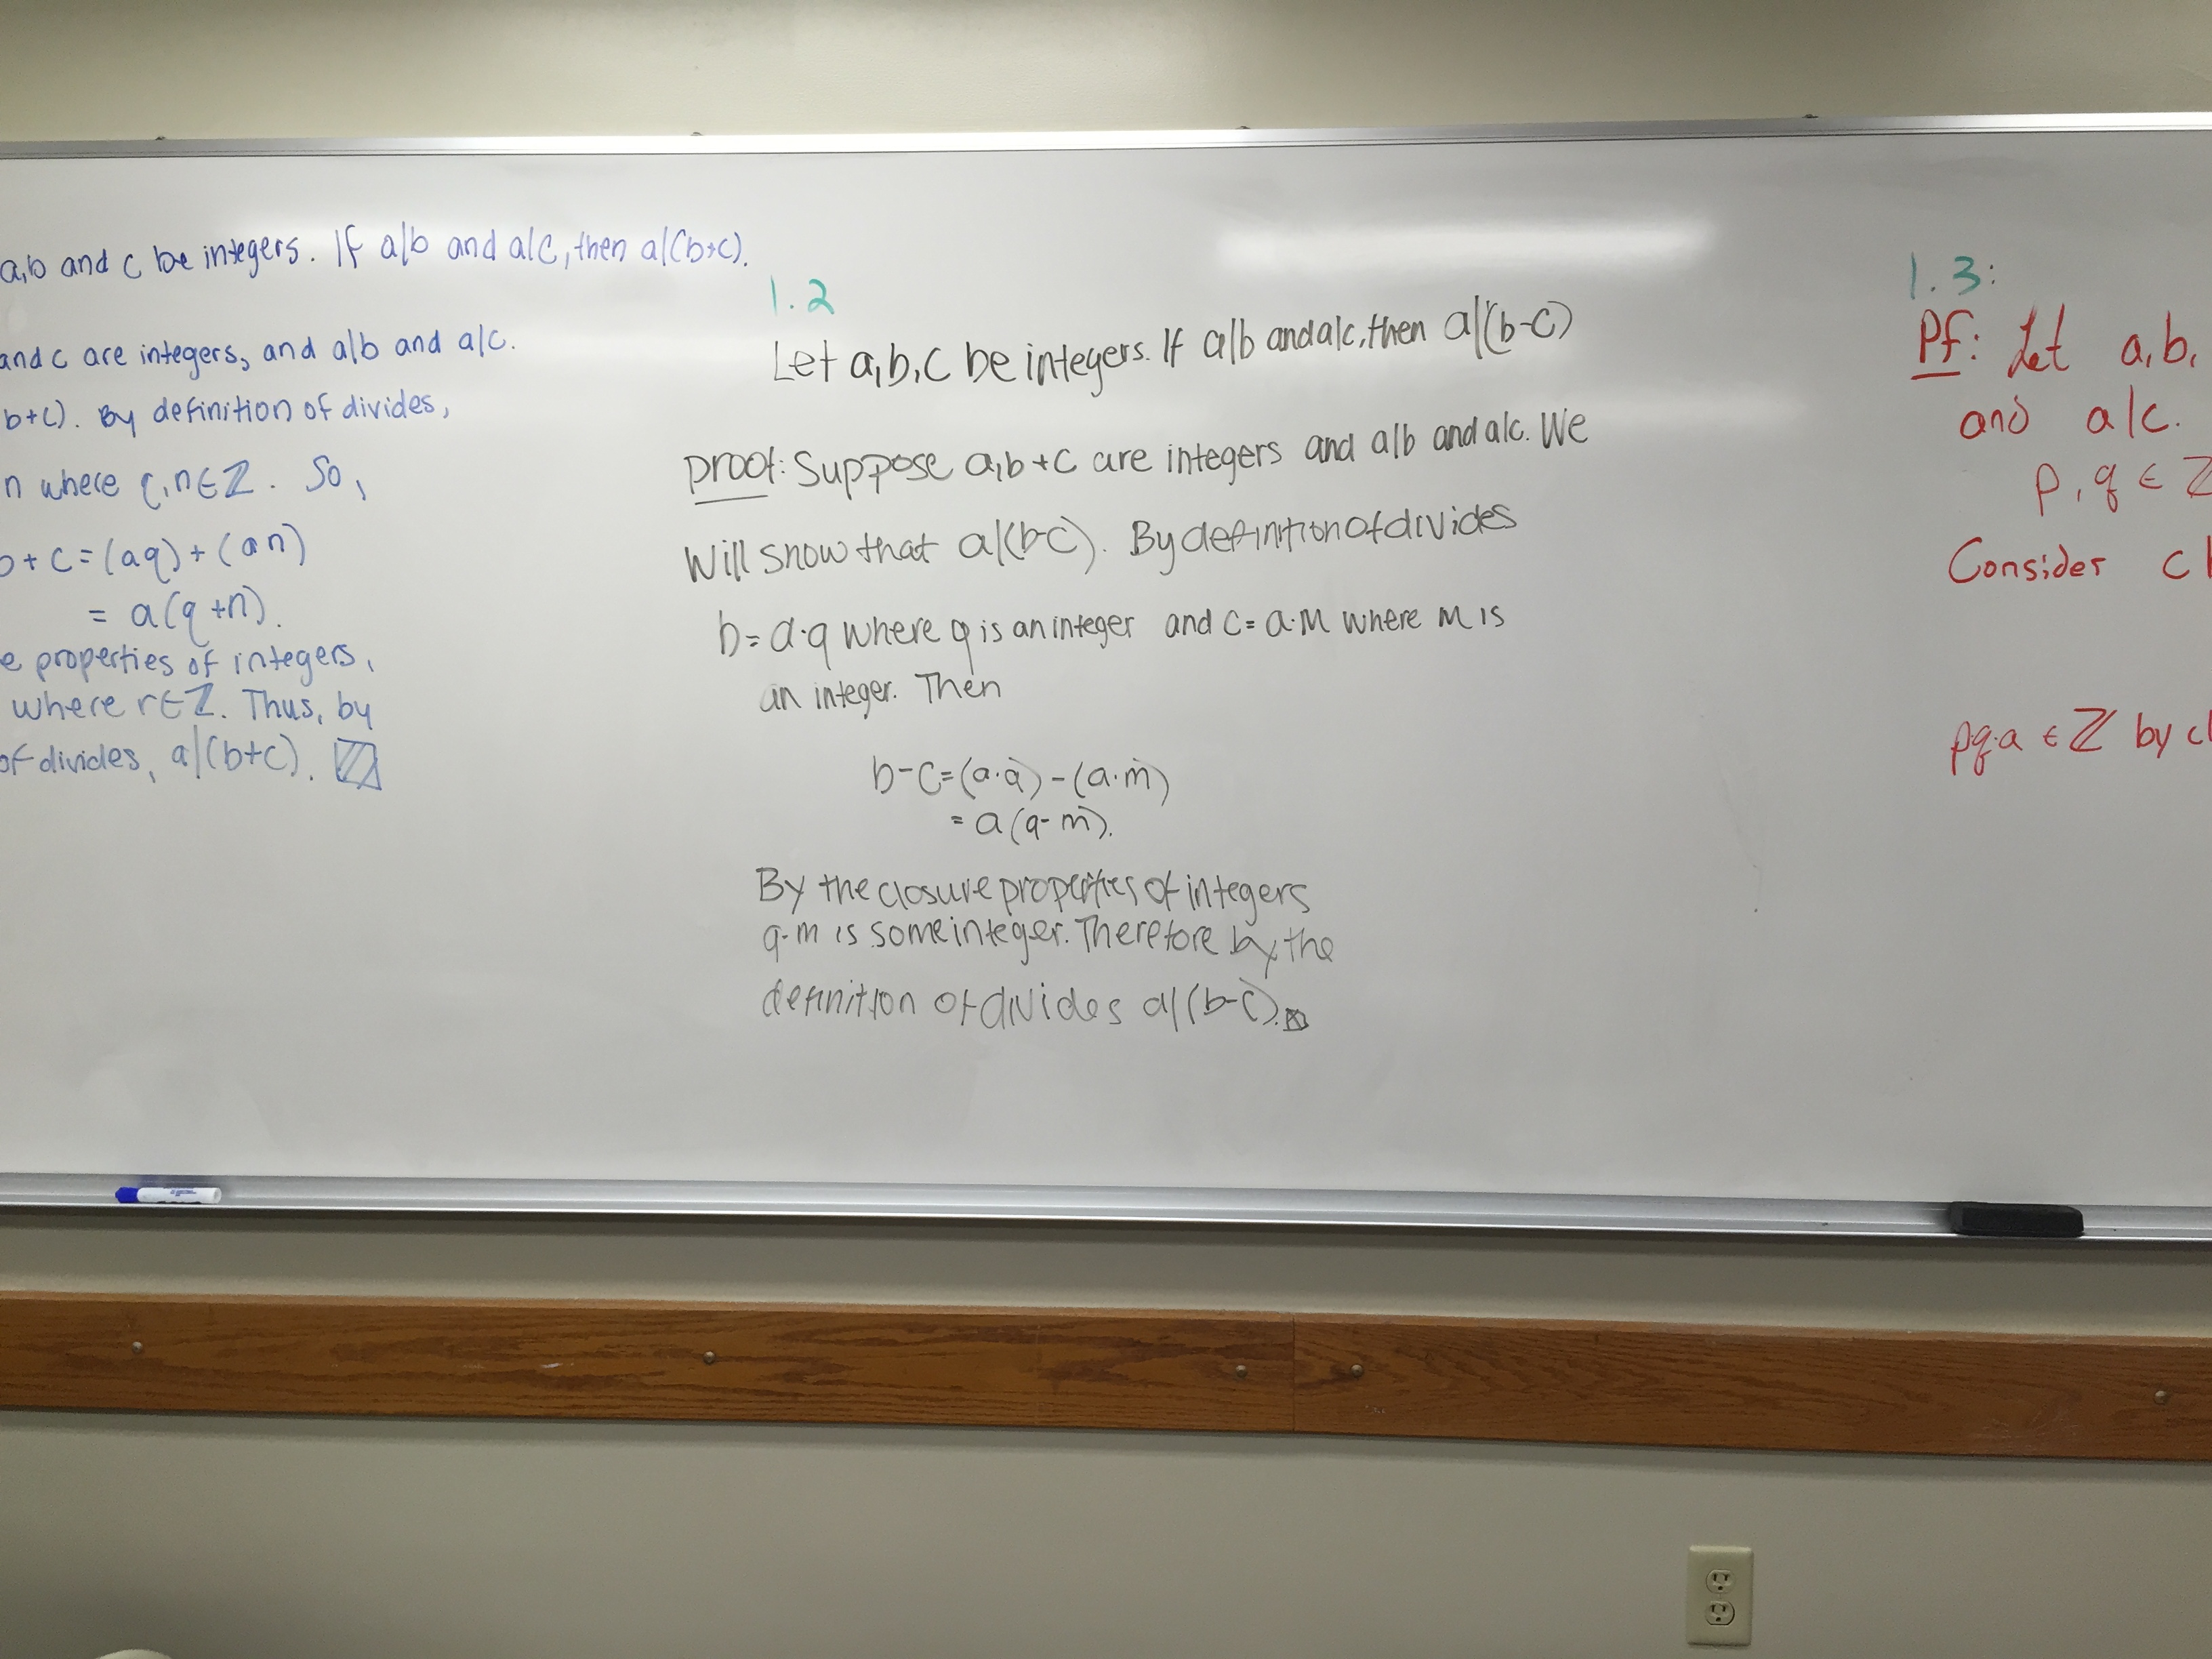 a,b and c be integers. If a|b and a|c, then a|(b+c).
and c are integers, and a|b and a|c.
b+c). By definition of divides,
n where q,n∈ℤ. So,
b+c=(aq)+(an)
= a(q+n).
e properties of integers,
where r∈ℤ. Thus, by
of divides, a|(b+c).
1.2
Let a,b,c be integers. If a|b and a|c, then a|(b-c)
proof: Suppose a,b+c are integers and a|b and a|c. We
will show that a|(b-c). By definition of divides
b=a·q where q is an integer and c=a·m where m is
an integer. Then
b-c=(a·q)-(a·m)
=a(q-m).
By the closure properties of integers
q-m is some integer. Therefore by the
definition of divides a|(b-c).
1.3:
Pf: Let a,b,
and a|c.
p,q ∈ ℤ
Consider c
pqa ∈ ℤ by cl